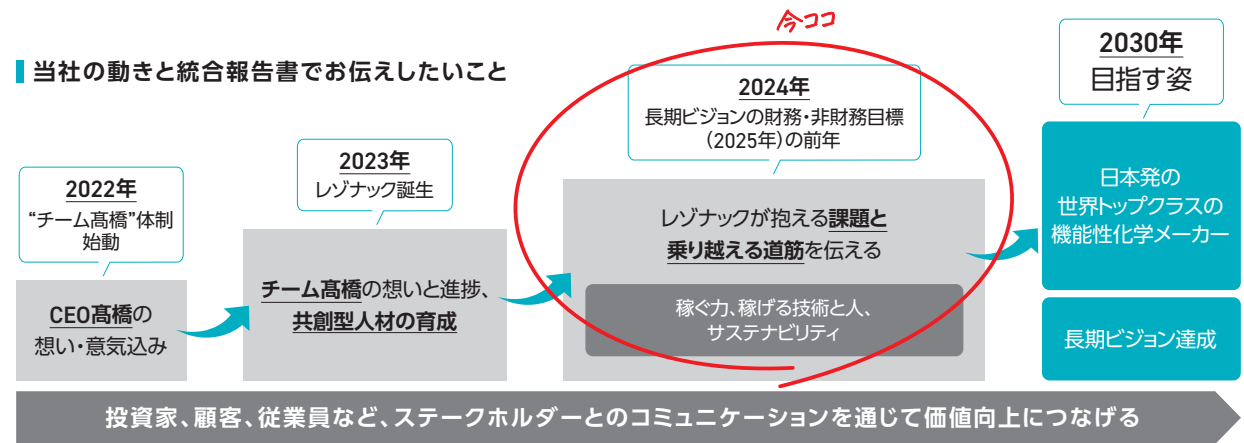 今ココ
当社の動きと統合報告書でお伝えしたいこと
2022年
“チーム髙橋”体制
始動
CEO髙橋の
想い・意気込み
2023年
レゾナック誕生
チーム髙橋の想いと進捗、
共創型人材の育成
2024年
長期ビジョンの財務・非財務目標
(2025年)の前年
レゾナックが抱える課題と
乗り越える道筋を伝える
稼ぐ力、稼げる技術と人、
サステナビリティ
2030年
目指す姿
日本発の
世界トップクラスの
機能性化学メーカー
長期ビジョン達成
投資家、顧客、従業員など、ステークホルダーとのコミュニケーションを通じて価値向上につなげる